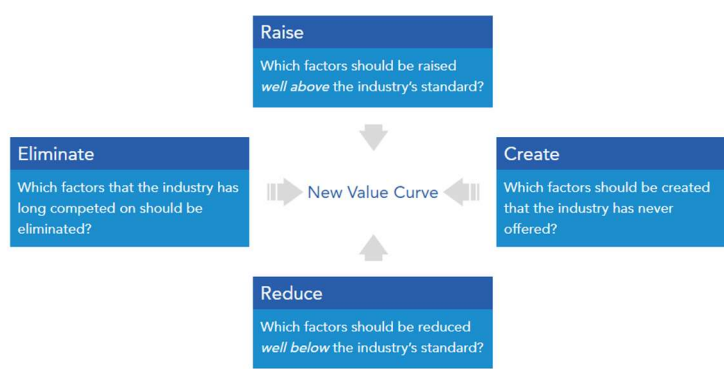 Raise
Which factors should be raised
well above the industry's standard?
Eliminate
Which factors that the industry has
long competed on should be
eliminated?
New Value Curve
Create
Which factors should be created
that the industry has never
offered?
Reduce
Which factors should be reduced
well below the industry's standard?